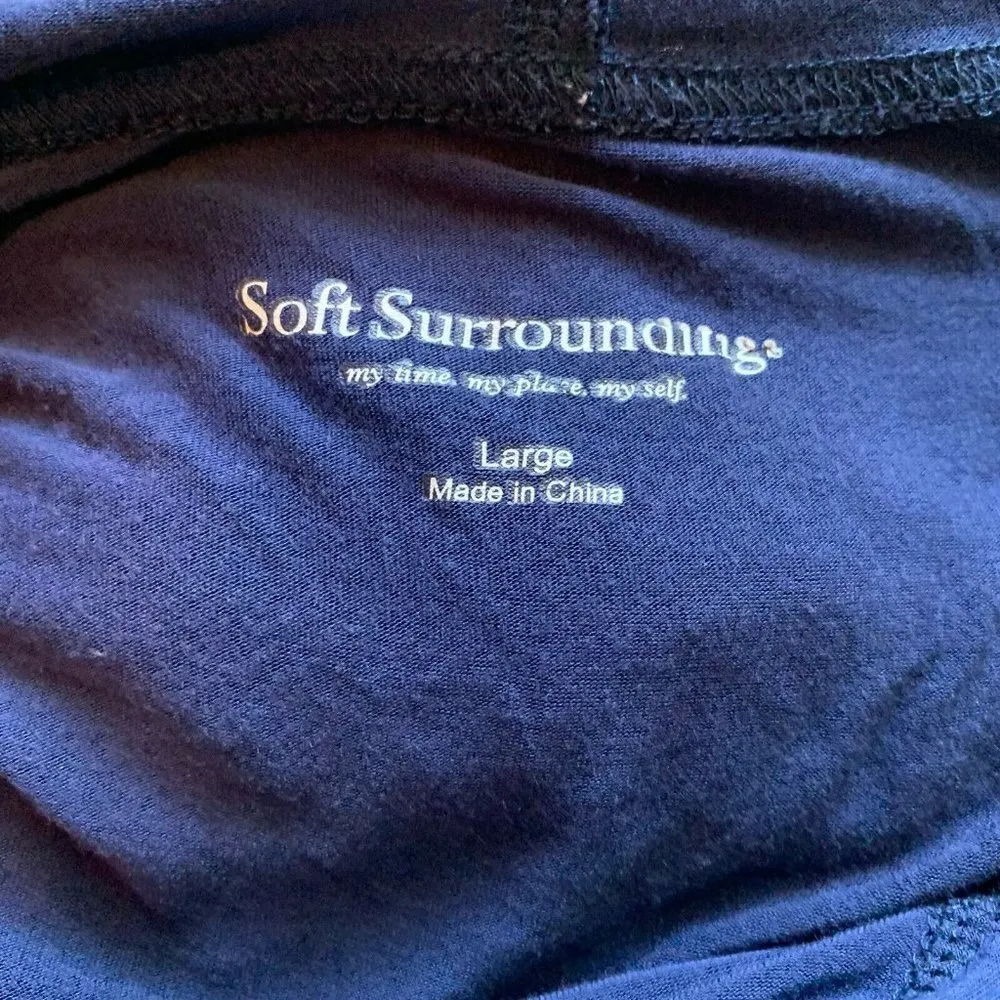 Soft Surroundings
my time. my place. my self.
Large
Made in China